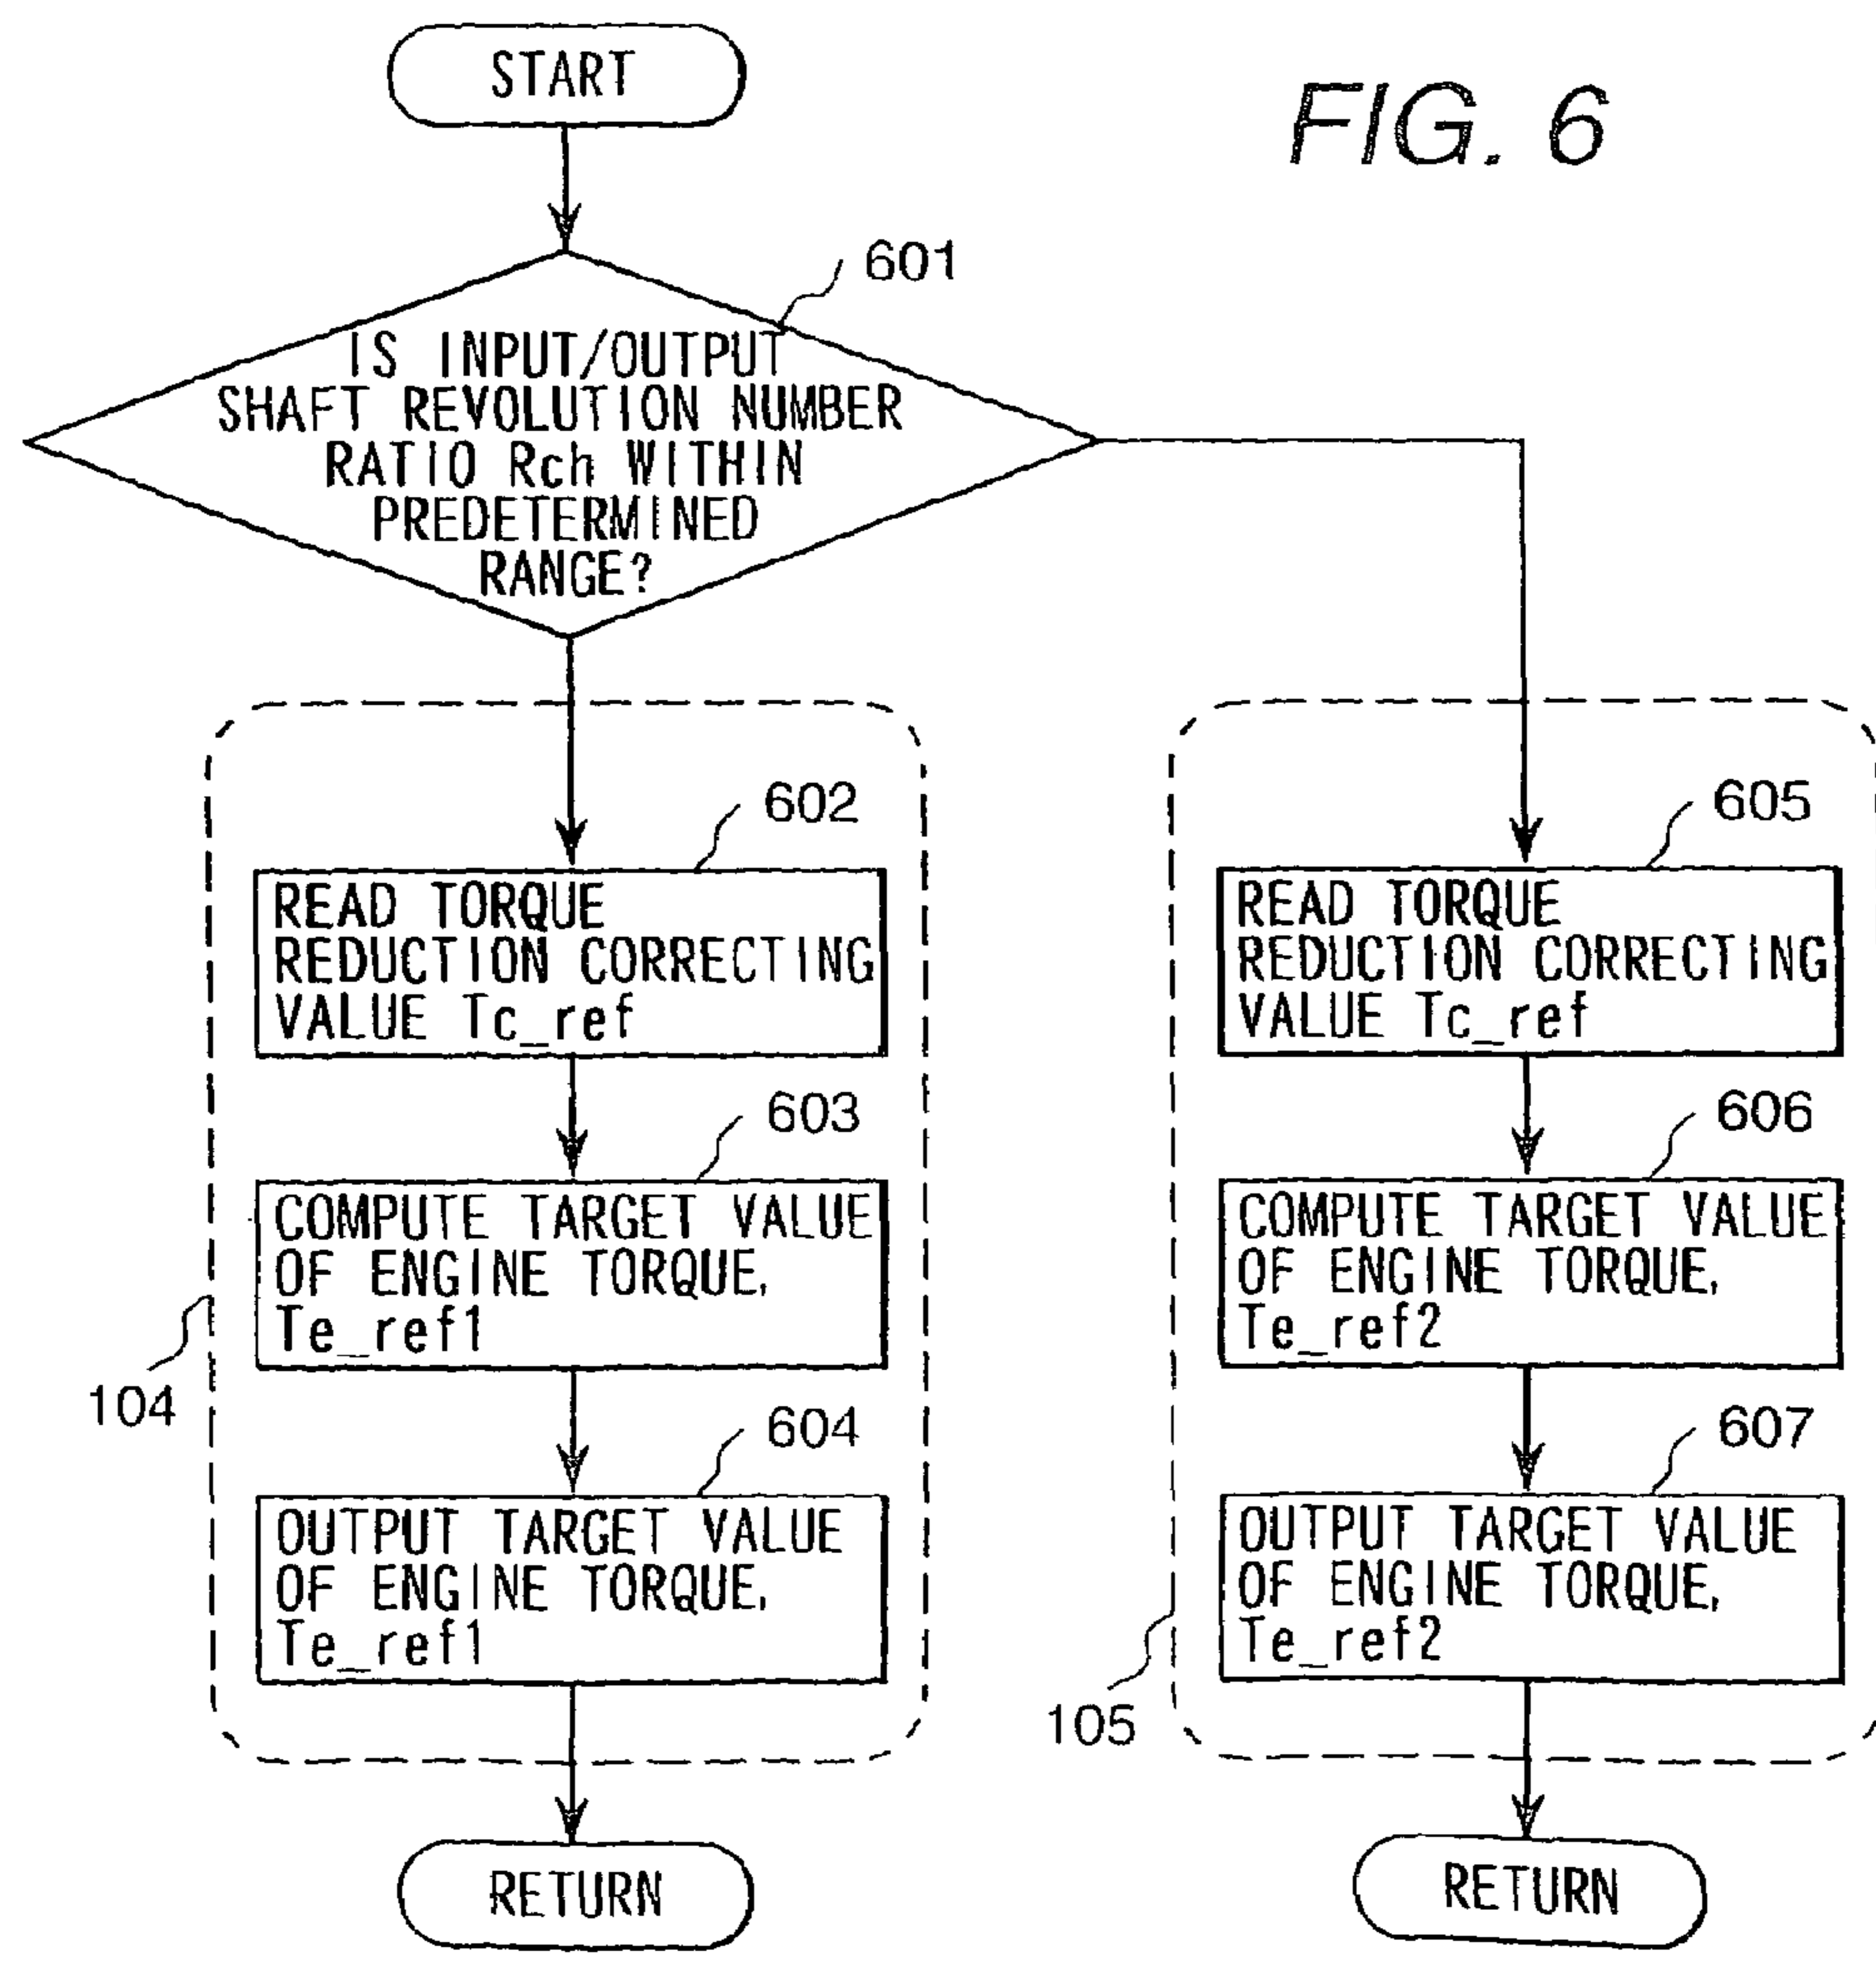 START
FIG. 6
601
IS INPUT/OUTPUT
SHAFT REVOLUTION NUMBER
RATIO Rch WITHIN
PREDETERMINED
RANGE?
602
READ TORQUE
REDUCTION CORRECTING
VALUE Tc_ref
603
COMPUTE TARGET VALUE
OF ENGINE TORQUE,
Te_ref1
104
604
OUTPUT TARGET VALUE
OF ENGINE TORQUE,
Te_ref1
RETURN
605
READ TORQUE
REDUCTION CORRECTING
VALUE Tc_ref
606
COMPUTE TARGET VALUE
OF ENGINE TORQUE,
Te_ref2
607
OUTPUT TARGET VALUE
OF ENGINE TORQUE,
Te_ref2
105
RETURN